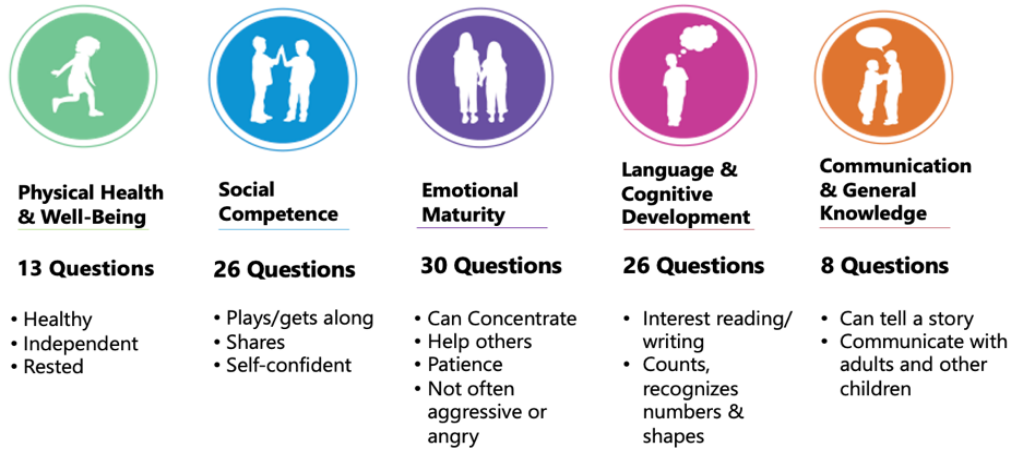 Physical Health
& Well-Being
13 Questions
• Healthy
• Independent
• Rested
Social
Competence
26 Questions
• Plays/gets along
• Shares
• Self-confident
Emotional
Maturity
30 Questions
• Can Concentrate
• Help others
• Patience
• Not often
aggressive or
angry
Language &
Cognitive
Development
26 Questions
• Interest reading/
writing
• Counts,
recognizes
numbers &
shapes
Communication
& General
Knowledge
8 Questions
• Can tell a story
• Communicate with
adults and other
children